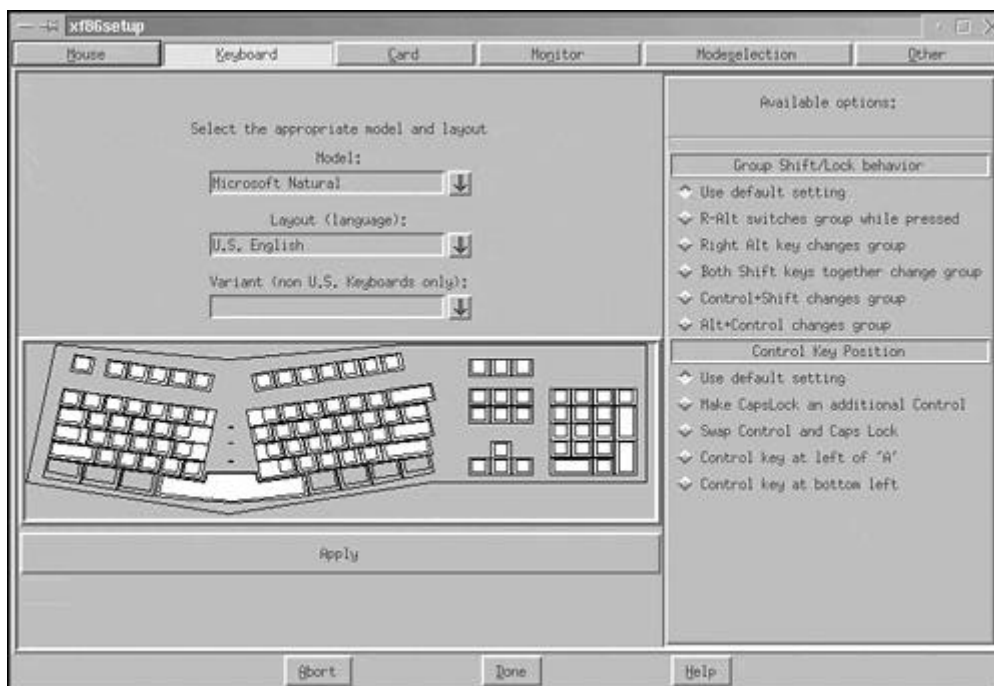 xf86setup
Mouse Keyboard Card Monitor Modeselection Other
Select the appropriate model and layout
Model:
Microsoft Natural
Layout (language):
U.S. English
Variant (non U.S. Keyboards only):
Apply
Available options:
Group Shift/Lock behavior
Use default setting
R-Alt switches group while pressed
Right Alt key changes group
Both Shift keys together change group
Control+Shift changes group
Alt+Control changes group
Control Key Position
Use default setting
Make CapsLock an additional Control
Swap Control and Caps Lock
Control key at left of 'A'
Control key at bottom left
Abort Done Help